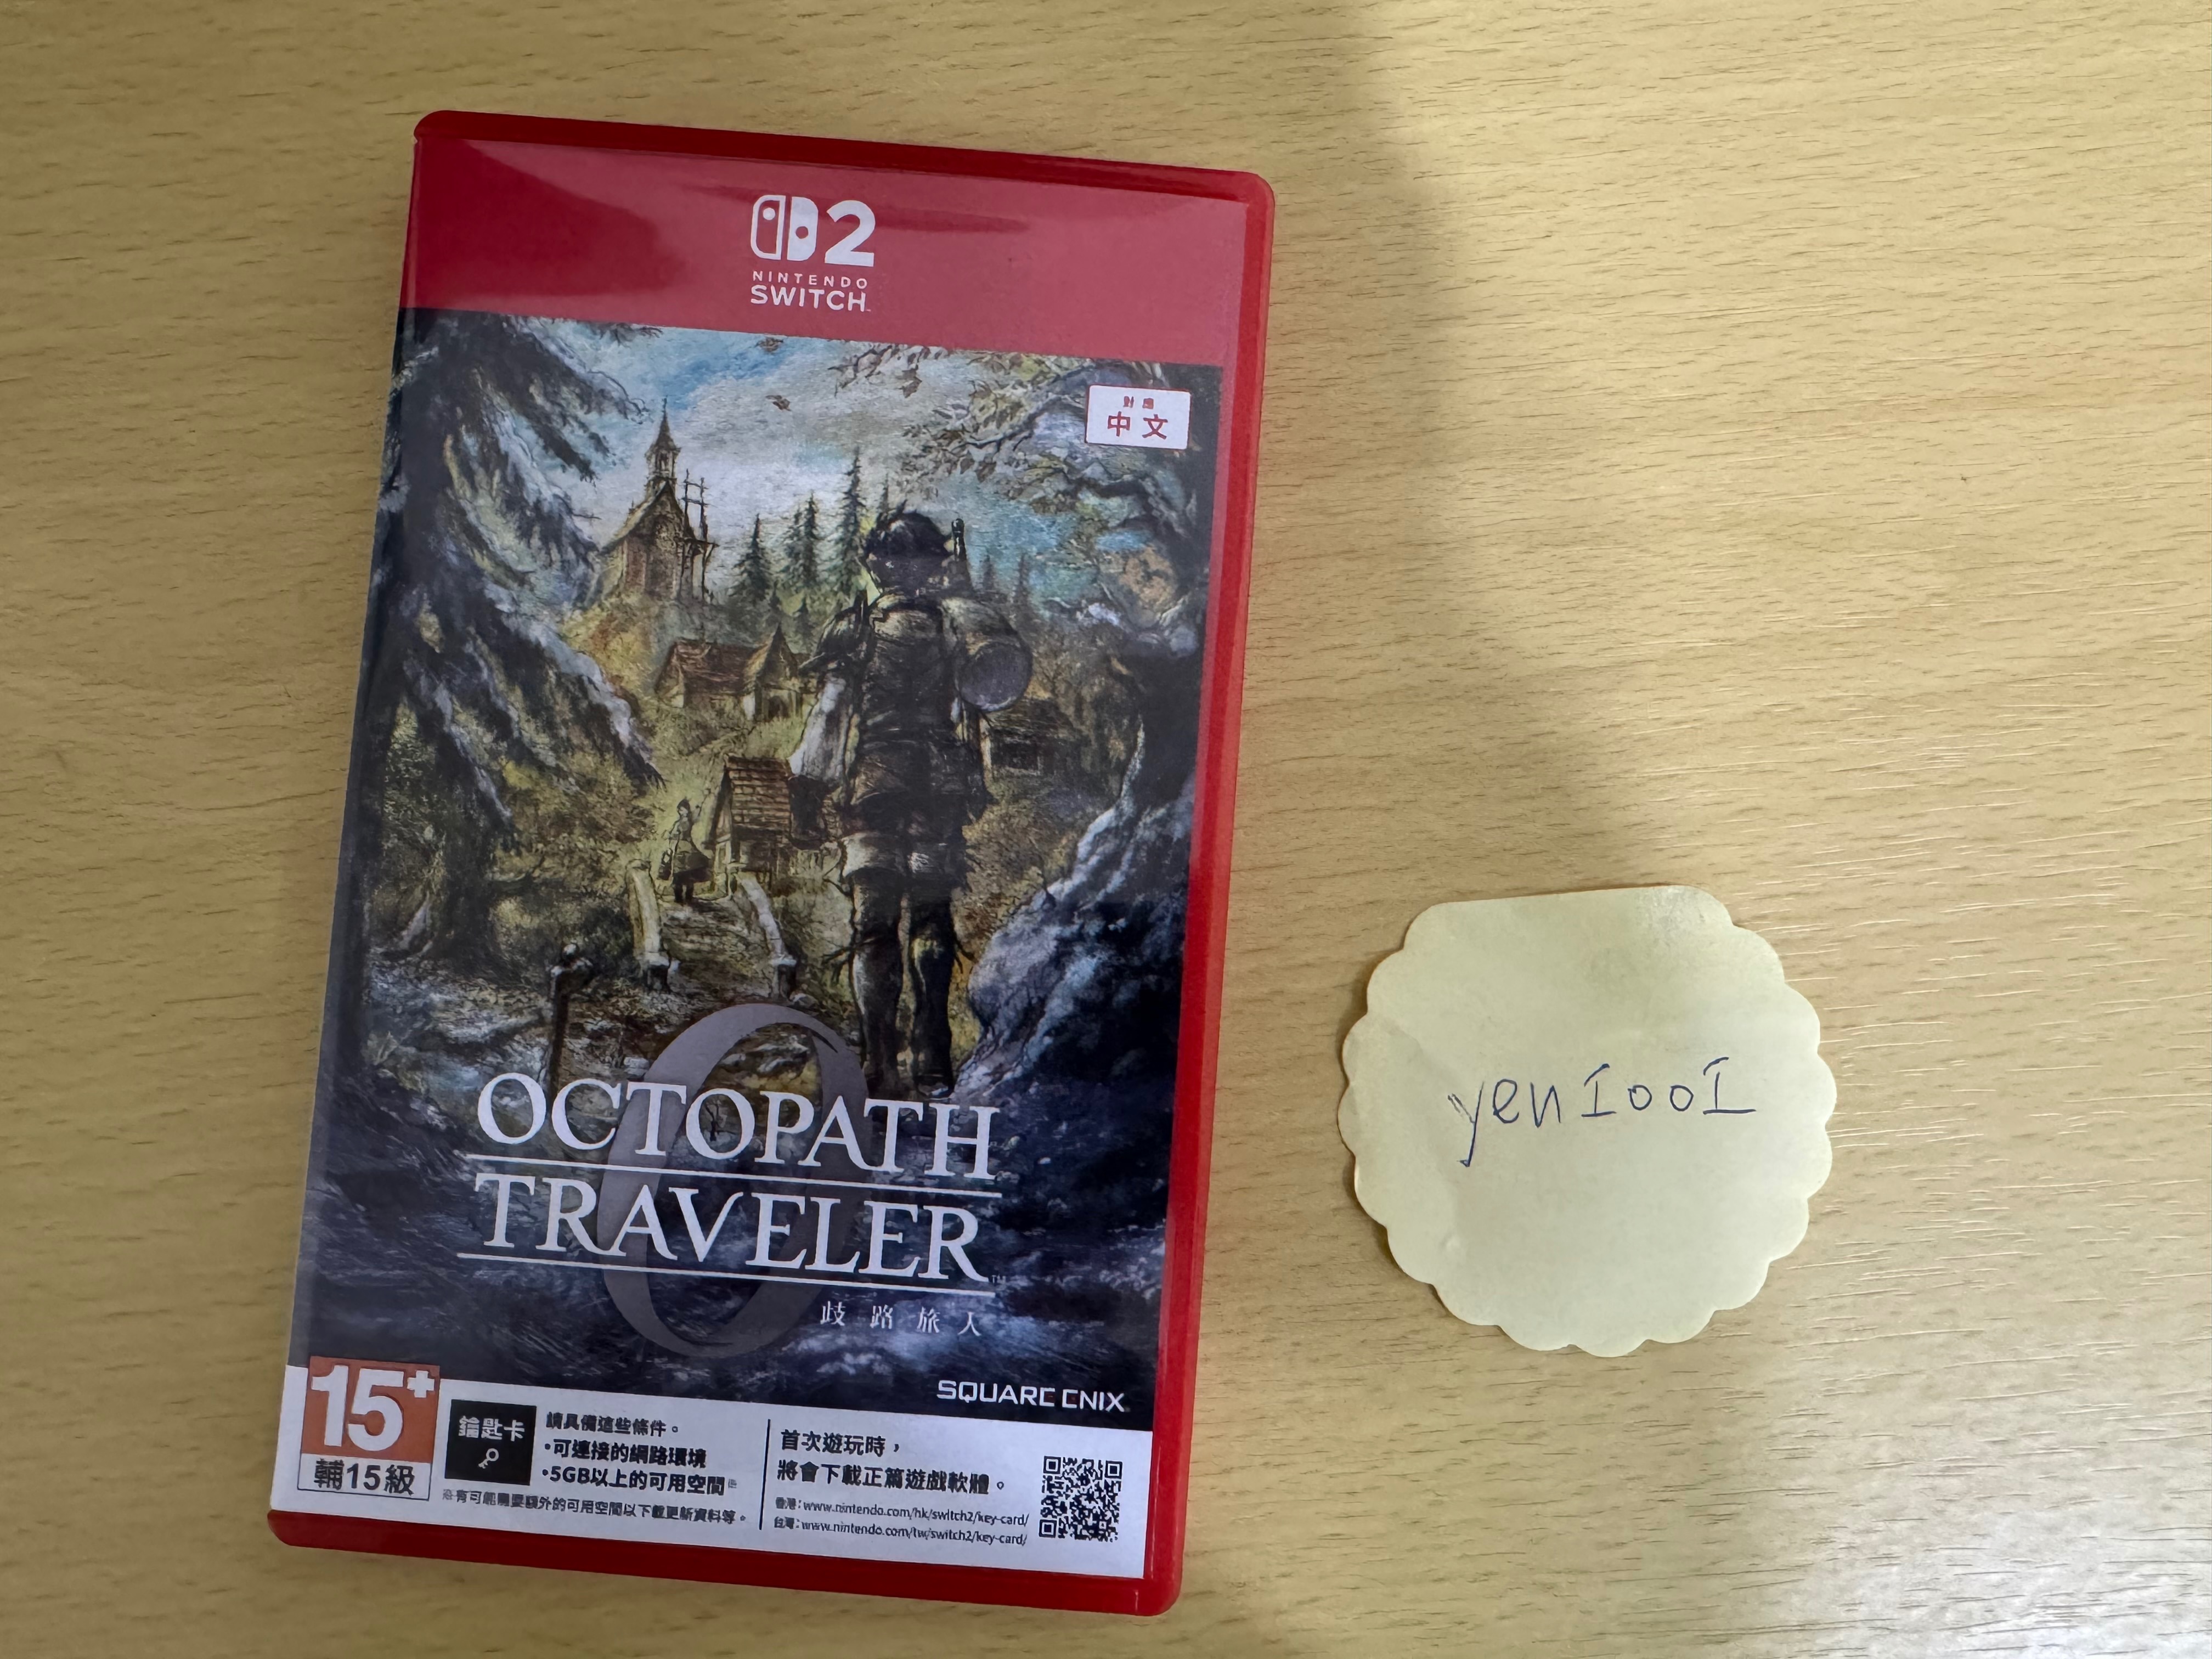 2
NINTENDO
SWITCH
對應
中文
0
OCTOPATH
TRAVELER™
歧路旅人
SQUARE ENIX
15+
輔15級
鑰匙卡
請具備這些條件。
•可連接的網路環境
•5GB以上的可用空間※
※有可能需要額外的可用空間以下載更新資料等。
首次遊玩時，
將會下載正篇遊戲軟體。
香港：www.nintendo.com/hk/switch2/key-card/
台灣：www.nintendo.com/tw/switch2/key-card/
yen1001